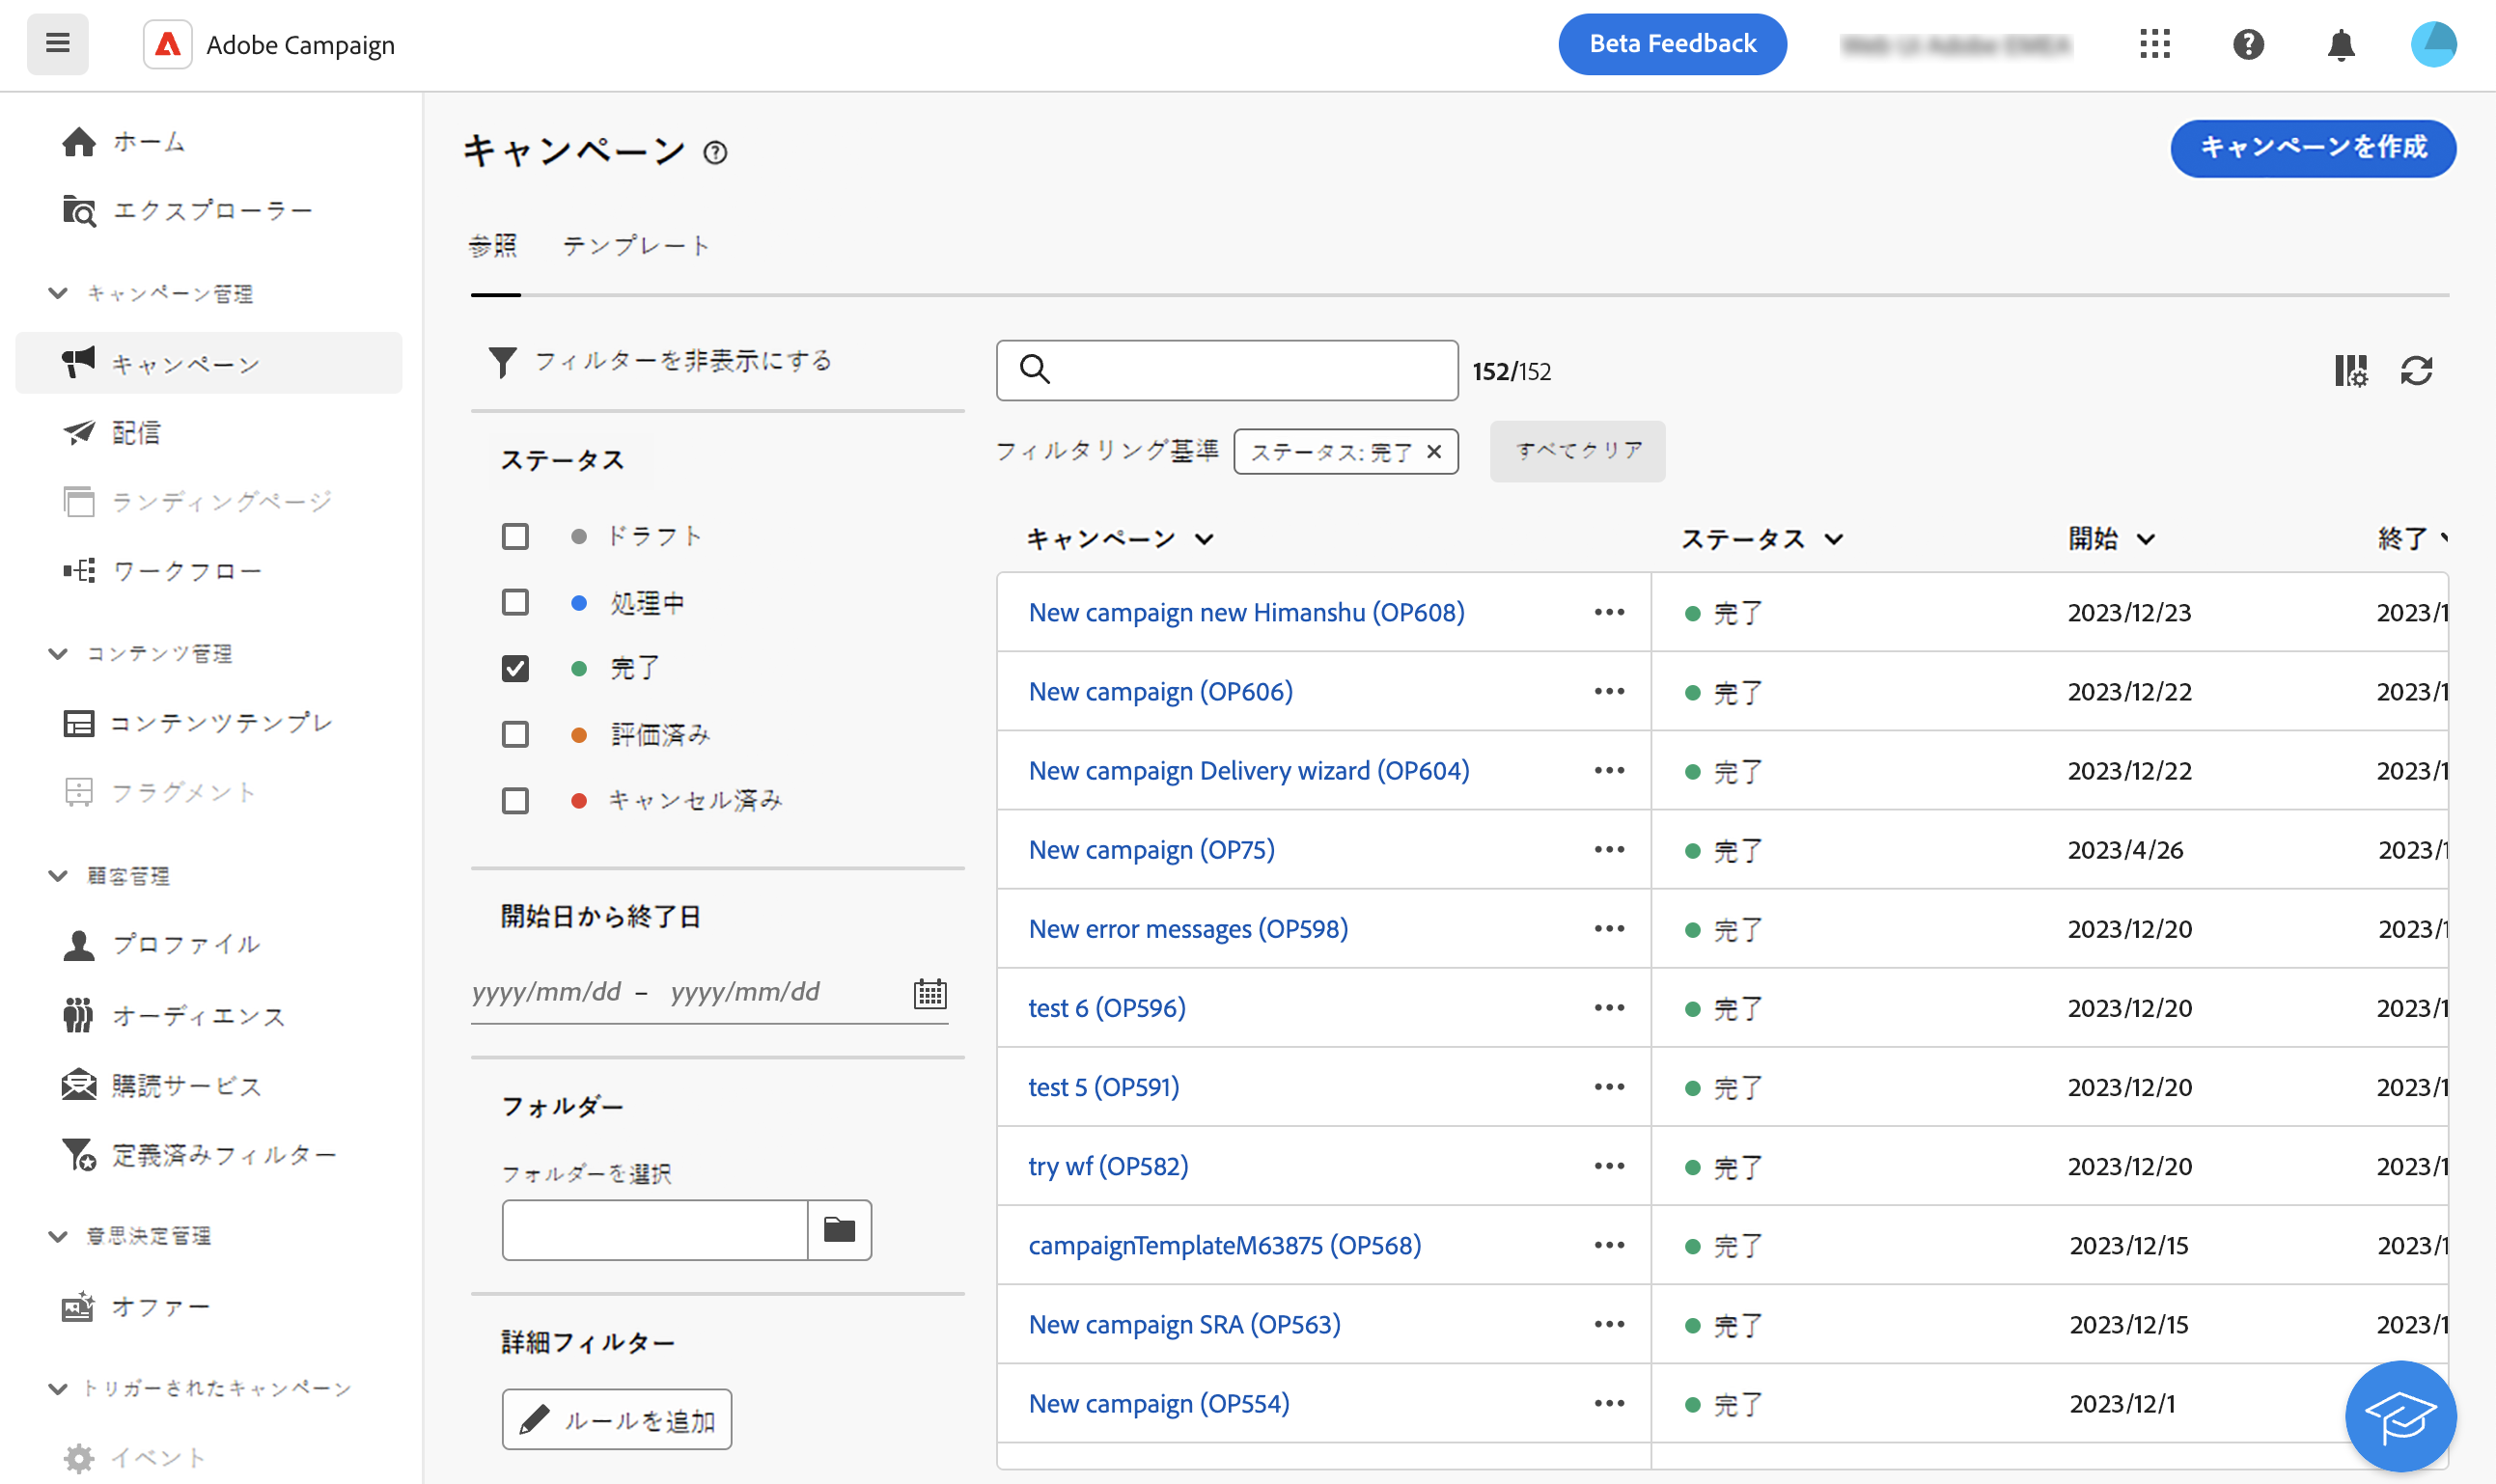 Adobe Campaign
Beta Feedback
ホーム
エクスプローラー
キャンペーン管理
キャンペーン
配信
ランディングページ
ワークフロー
コンテンツ管理
コンテンツテンプレ
フラグメント
顧客管理
プロファイル
オーディエンス
購読サービス
定義済みフィルター
意思決定管理
オファー
トリガーされたキャンペーン
イベント
キャンペーン
キャンペーンを作成
参照 テンプレート
フィルターを非表示にする
ステータス
ドラフト
処理中
完了
評価済み
キャンセル済み
開始日から終了日
yyyy/mm/dd – yyyy/mm/dd
フォルダー
フォルダーを選択
詳細フィルター
ルールを追加
152/152
フィルタリング基準 ステータス: 完了 すべてクリア
キャンペーン ステータス 開始 終了
New campaign new Himanshu (OP608) 完了 2023/12/23 2023/1
New campaign (OP606) 完了 2023/12/22 2023/1
New campaign Delivery wizard (OP604) 完了 2023/12/22 2023/1
New campaign (OP75) 完了 2023/4/26 2023/1
New error messages (OP598) 完了 2023/12/20 2023/1
test 6 (OP596) 完了 2023/12/20 2023/1
test 5 (OP591) 完了 2023/12/20 2023/1
try wf (OP582) 完了 2023/12/20 2023/1
campaignTemplateM63875 (OP568) 完了 2023/12/15 2023/1
New campaign SRA (OP563) 完了 2023/12/15 2023/1
New campaign (OP554) 完了 2023/12/1